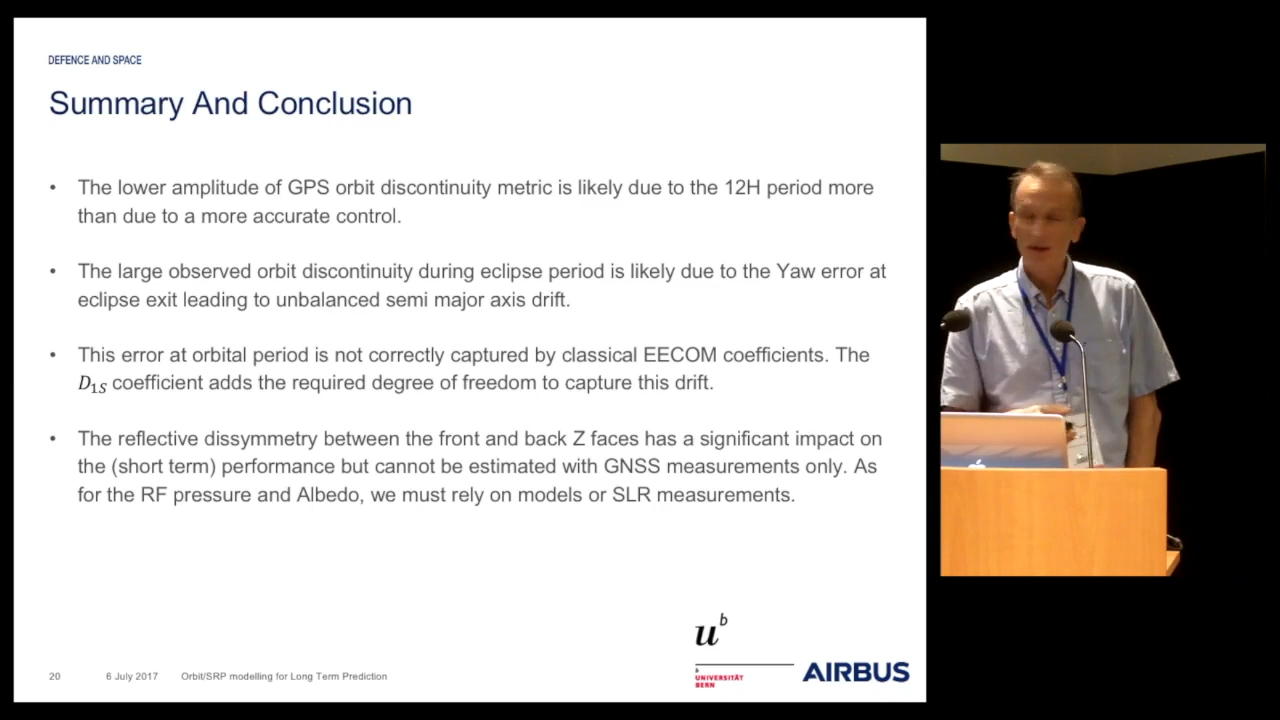 DEFENCE AND SPACE
Summary And Conclusion
• The lower amplitude of GPS orbit discontinuity metric is likely due to the 12H period more
than due to a more accurate control.
• The large observed orbit discontinuity during eclipse period is likely due to the Yaw error at
eclipse exit leading to unbalanced semi major axis drift.
• This error at orbital period is not correctly captured by classical EECOM coefficients. The
D1S coefficient adds the required degree of freedom to capture this drift.
• The reflective dissymmetry between the front and back Z faces has a significant impact on
the (short term) performance but cannot be estimated with GNSS measurements only. As
for the RF pressure and Albedo, we must rely on models or SLR measurements.
u b
b
UNIVERSITÄT
BERN
AIRBUS
20 6 July 2017 Orbit/SRP modelling for Long Term Prediction